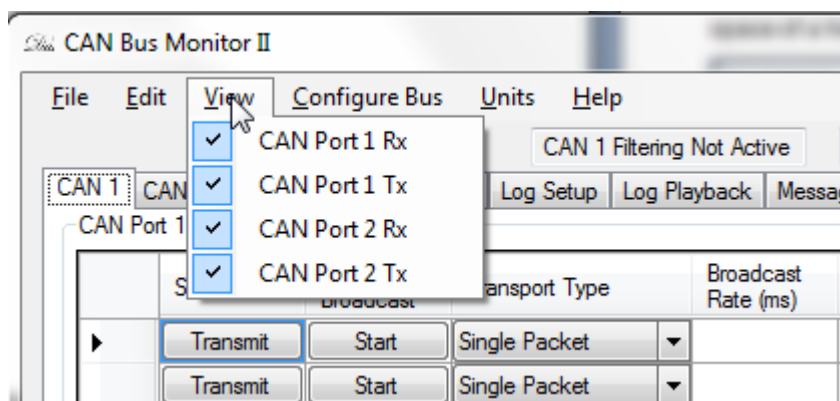 CAN Bus Monitor II
File Edit View Configure Bus Units Help
CAN Port 1 Rx
CAN Port 1 Tx
CAN Port 2 Rx
CAN Port 2 Tx
CAN 1 Filtering Not Active
CAN 1 CAN Log Setup Log Playback Messa
CAN Port 1
S Broadcast ansport Type Broadcast
Rate (ms)
Transmit Start Single Packet
Transmit Start Single Packet